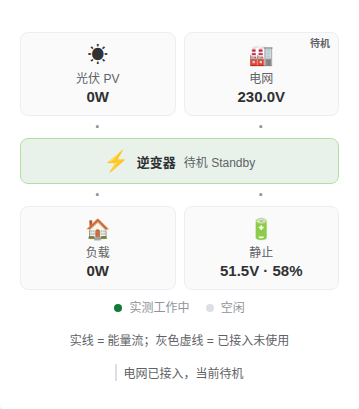 光伏 PV
0W
待机
电网
230.0V
逆变器 待机 Standby
负载
0W
静止
51.5V · 58%
实测工作中 空闲
实线 = 能量流；灰色虚线 = 已接入未使用
电网已接入，当前待机